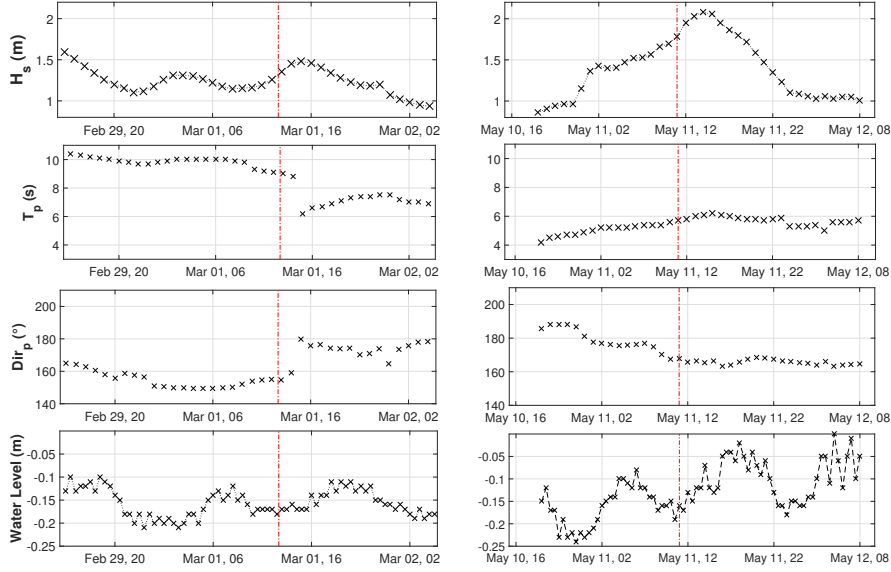 H_s (m)
2
1.5
1
Feb 29, 20
Mar 01, 06
Mar 01, 16
Mar 02, 02
2
1.5
1
May 10, 16
May 11, 02
May 11, 12
May 11, 22
May 12, 08
T_p (s)
10
8
6
4
Feb 29, 20
Mar 01, 06
Mar 01, 16
Mar 02, 02
10
8
6
4
May 10, 16
May 11, 02
May 11, 12
May 11, 22
May 12, 08
Dir_p (°)
200
180
160
140
Feb 29, 20
Mar 01, 06
Mar 01, 16
Mar 02, 02
200
180
160
140
May 10, 16
May 11, 02
May 11, 12
May 11, 22
May 12, 08
Water Level (m)
-0.05
-0.1
-0.15
-0.2
-0.25
Feb 29, 20
Mar 01, 06
Mar 01, 16
Mar 02, 02
-0.05
-0.1
-0.15
-0.2
-0.25
May 10, 16
May 11, 02
May 11, 12
May 11, 22
May 12, 08